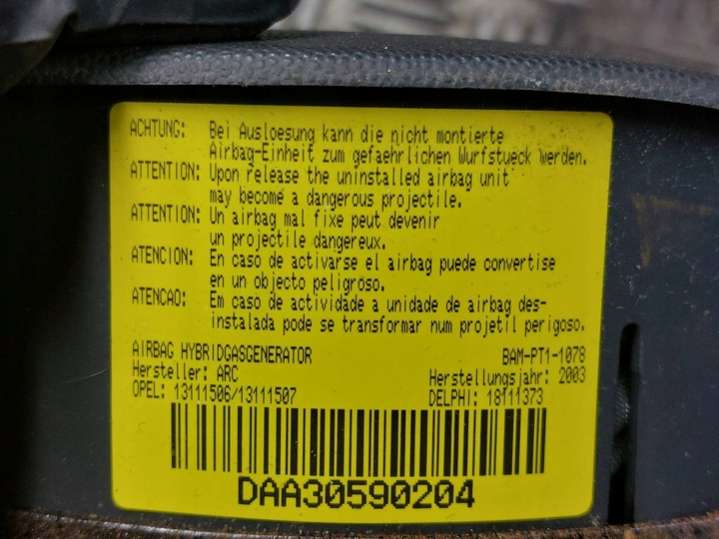 ACHTUNG: Bei Ausloesung kann die nicht montierte
Airbag-Einheit zum gefaehrlichen Wurfstueck werden.
ATTENTION: Upon release the uninstalled airbag unit
may become a dangerous projectile.
ATTENTION: Un airbag mal fixe peut devenir
un projectile dangereux.
ATENCION: En caso de activarse el airbag puede convertise
en un objecto peligroso.
ATENCAO: Em caso de actividade a unidade de airbag des-
instalada pode se transformar num projetil perigoso.
AIRBAG HYBRIDGASGENERATOR BAM-PT1-1078
Hersteller: ARC Herstellungsjahr: 2003
OPEL: 13111506/13111507 DELPHI: 18111373
DAA30590204